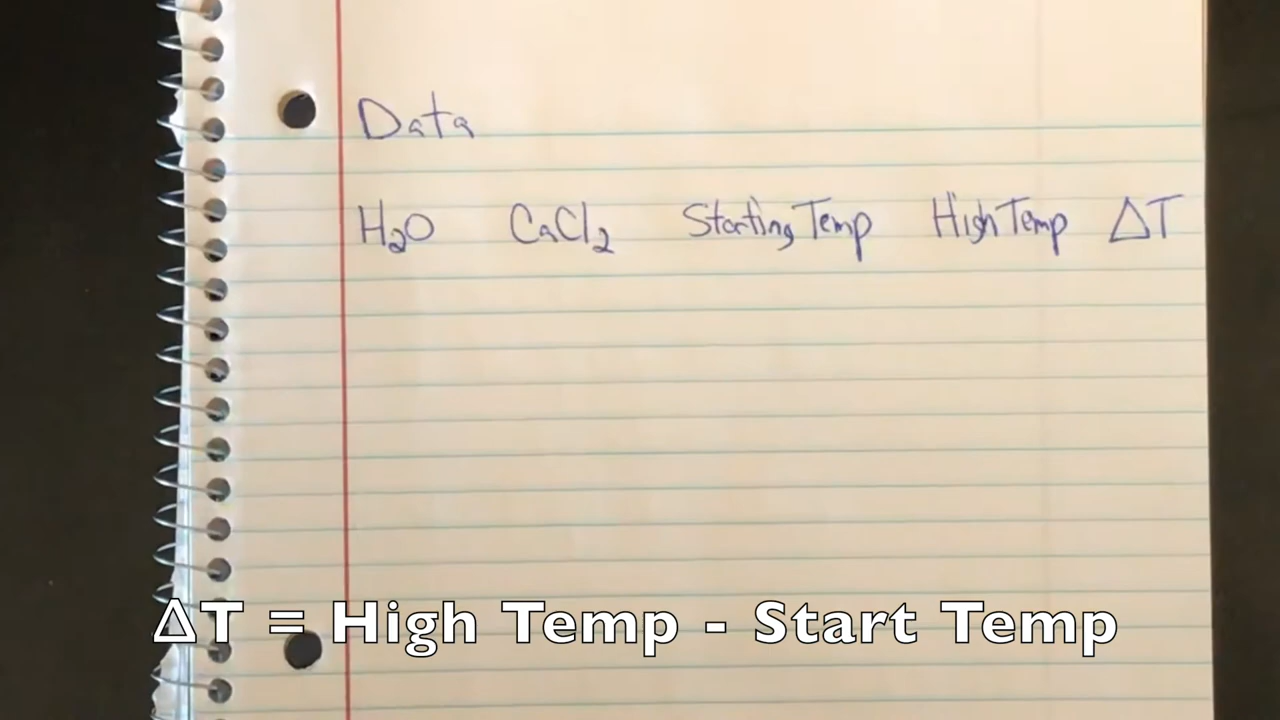 Data
H₂O CaCl₂ Starting Temp High Temp ΔT
ΔT = High Temp - Start Temp